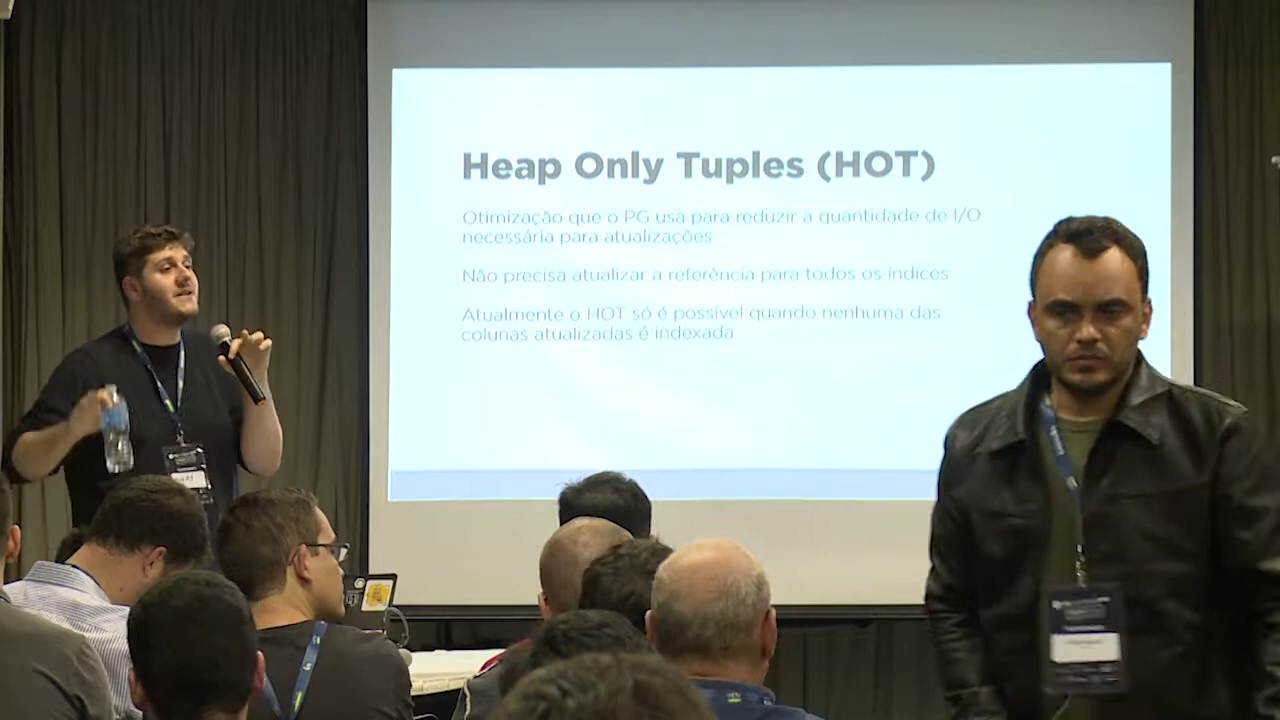 Heap Only Tuples (HOT)
Otimização que o PG usa para reduzir a quantidade de I/O
necessária para atualizações
Não precisa atualizar a referência para todos os índices
Atualmente o HOT só é possível quando nenhuma das
colunas atualizadas é indexada